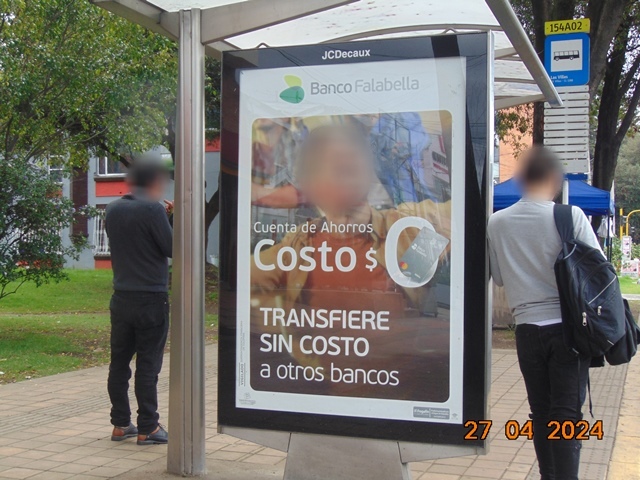 154A02
JCDecaux
Banco Falabella
Cuenta de Ahorros
Costo $ 0
TRANSFIERE
SIN COSTO
a otros bancos
27 04 2024